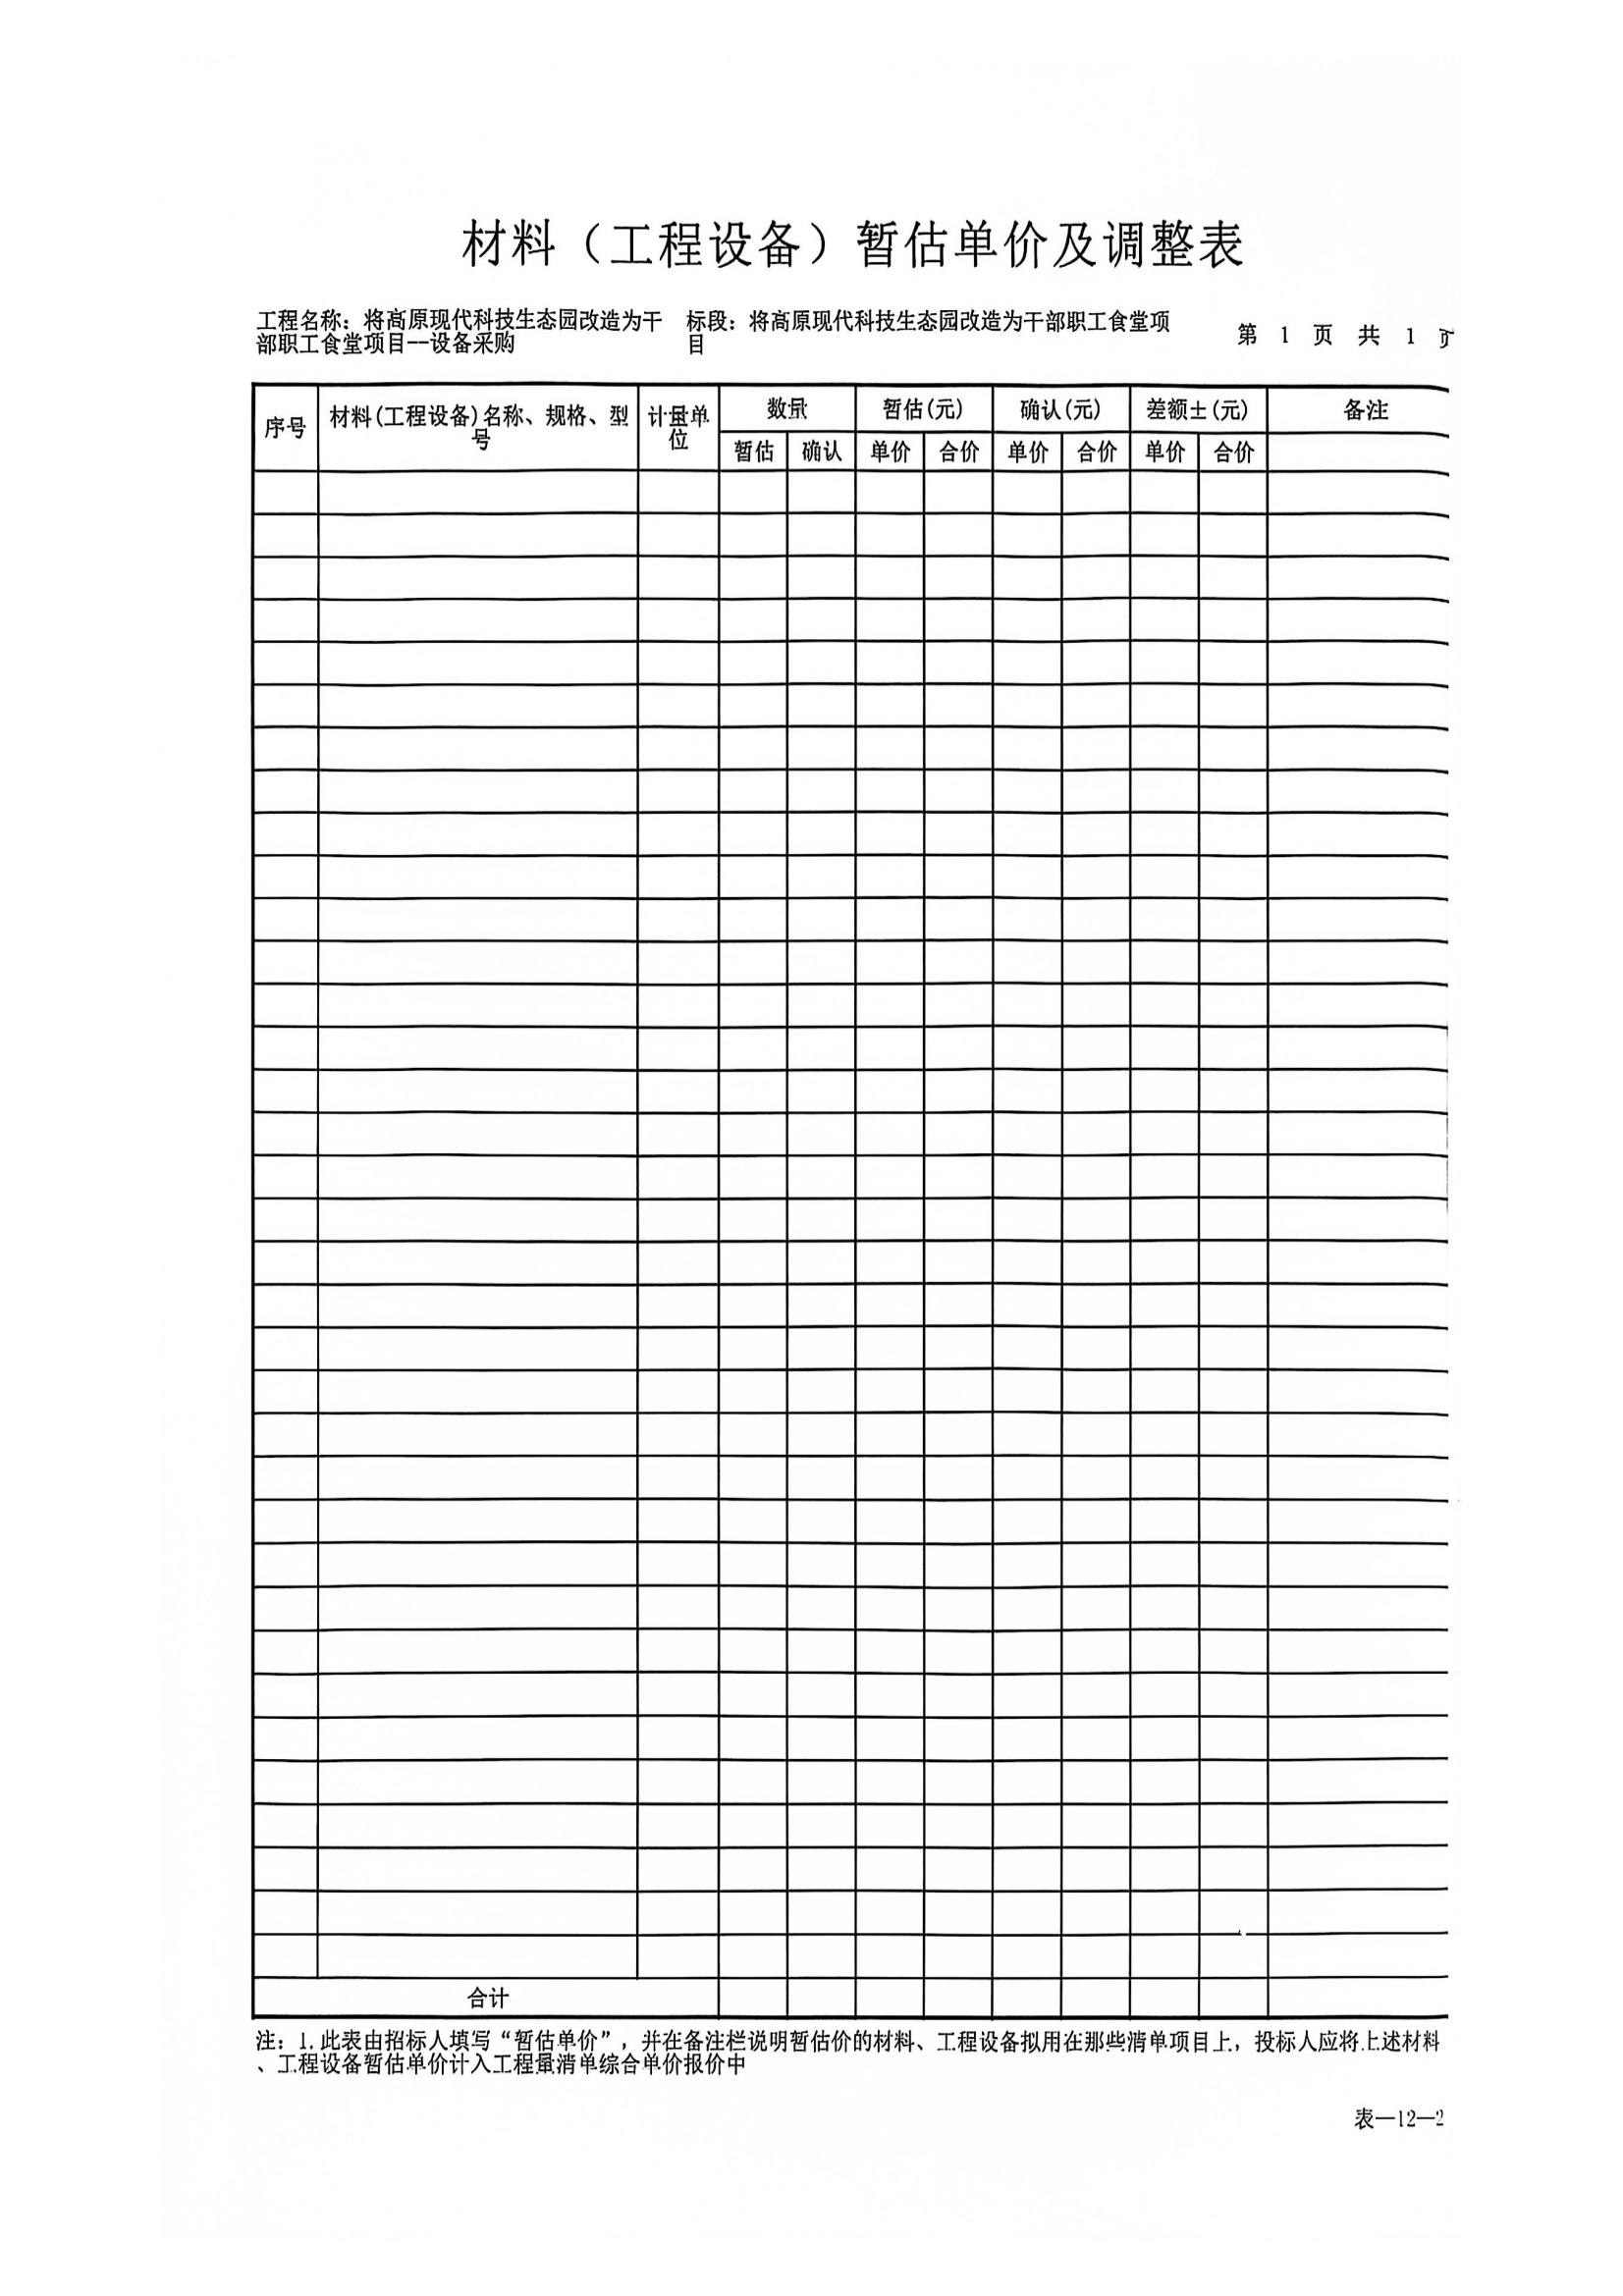 材料（工程设备）暂估单价及调整表
工程名称：将高原现代科技生态园改造为干
部职工食堂项目--设备采购
标段：将高原现代科技生态园改造为干部职工食堂项
目
第 1 页 共 1 页
序号 材料(工程设备)名称、规格、型号 计量单位 数量 暂估(元) 确认(元) 差额±(元) 备注
暂估 确认 单价 合价 单价 合价 单价 合价
合计
注：1.此表由招标人填写“暂估单价”，并在备注栏说明暂估价的材料、工程设备拟用在那些清单项目上，投标人应将上述材料
、工程设备暂估单价计入工程量清单综合单价报价中
表—12—2